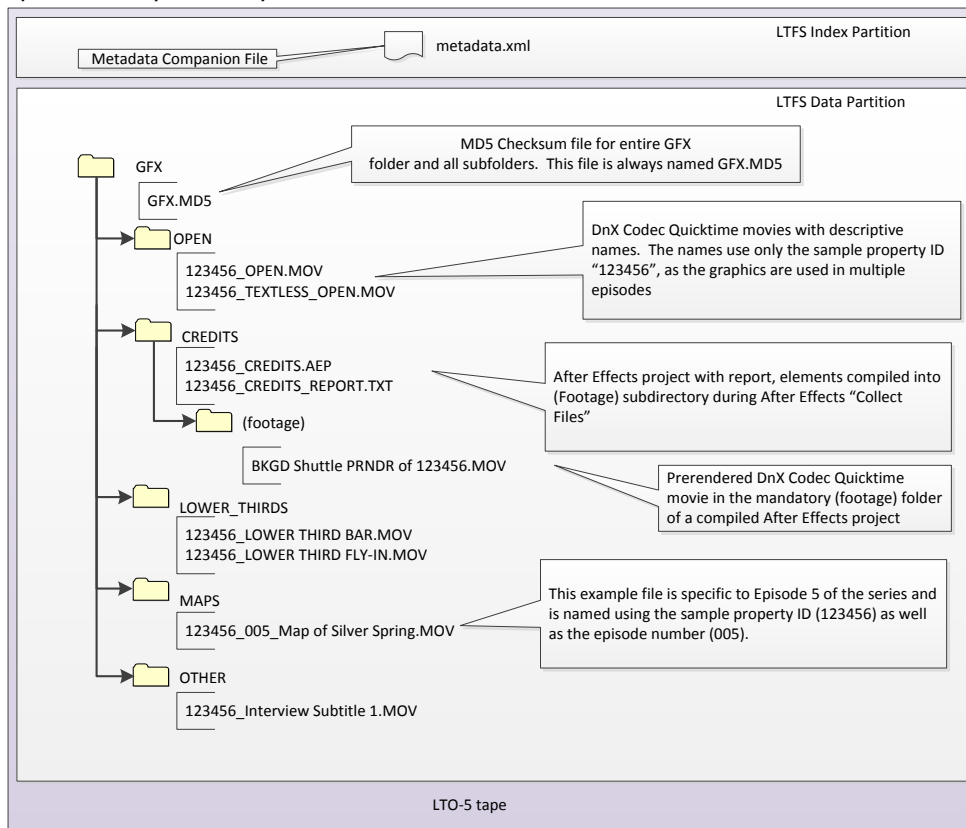 LTFS Index Partition
metadata.xml
Metadata Companion File
LTFS Data Partition
MD5 Checksum file for entire GFX
folder and all subfolders. This file is always named GFX.MD5
GFX
GFX.MD5
OPEN
123456_OPEN.MOV
123456_TEXTLESS_OPEN.MOV
DnX Codec Quicktime movies with descriptive
names. The names use only the sample property ID
“123456”, as the graphics are used in multiple
episodes
CREDITS
123456_CREDITS.AEP
123456_CREDITS_REPORT.TXT
After Effects project with report, elements compiled into
(Footage) subdirectory during After Effects “Collect
Files”
(footage)
BKGD Shuttle PRNDR of 123456.MOV
Prerendered DnX Codec Quicktime
movie in the mandatory (footage) folder
of a compiled After Effects project
LOWER_THIRDS
123456_LOWER THIRD BAR.MOV
123456_LOWER THIRD FLY-IN.MOV
MAPS
123456_005_Map of Silver Spring.MOV
This example file is specific to Episode 5 of the series and
is named using the sample property ID (123456) as well
as the episode number (005).
OTHER
123456_Interview Subtitle 1.MOV
LTO-5 tape